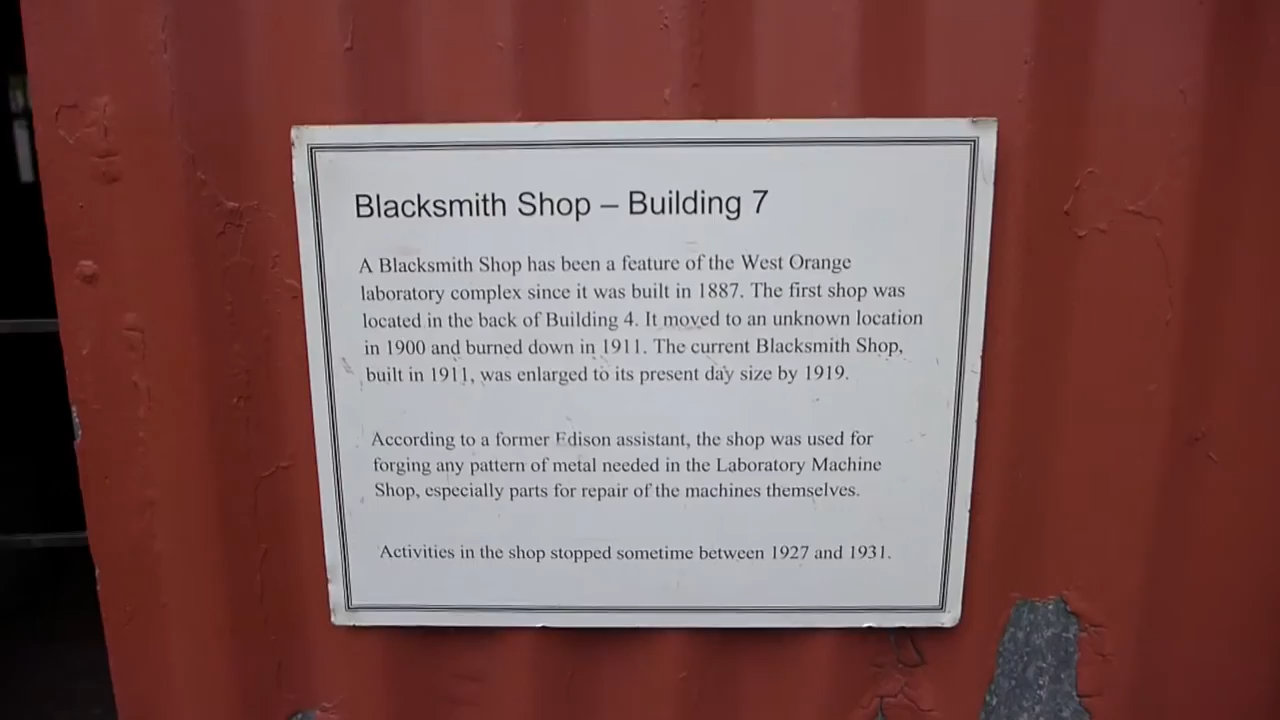 Blacksmith Shop – Building 7
A Blacksmith Shop has been a feature of the West Orange
laboratory complex since it was built in 1887. The first shop was
located in the back of Building 4. It moved to an unknown location
in 1900 and burned down in 1911. The current Blacksmith Shop,
built in 1911, was enlarged to its present day size by 1919.
According to a former Edison assistant, the shop was used for
forging any pattern of metal needed in the Laboratory Machine
Shop, especially parts for repair of the machines themselves.
Activities in the shop stopped sometime between 1927 and 1931.